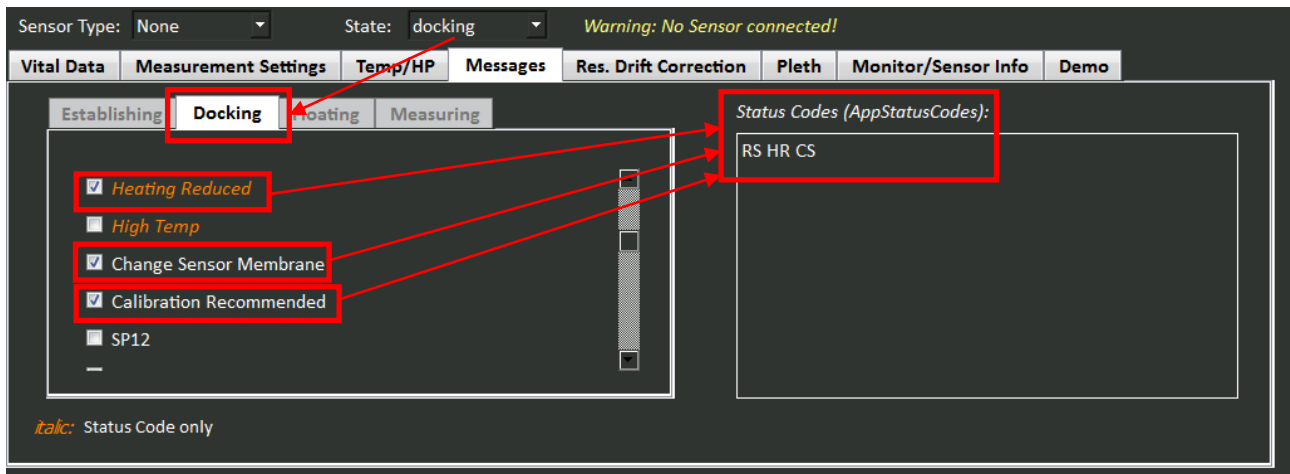 Sensor Type: None State: docking Warning: No Sensor connected!
Vital Data Measurement Settings Temp/HP Messages Res. Drift Correction Pleth Monitor/Sensor Info Demo
Establishing Docking Floating Measuring
Status Codes (AppStatusCodes):
RS HR CS
Heating Reduced
High Temp
Change Sensor Membrane
Calibration Recommended
SP12
italic: Status Code only